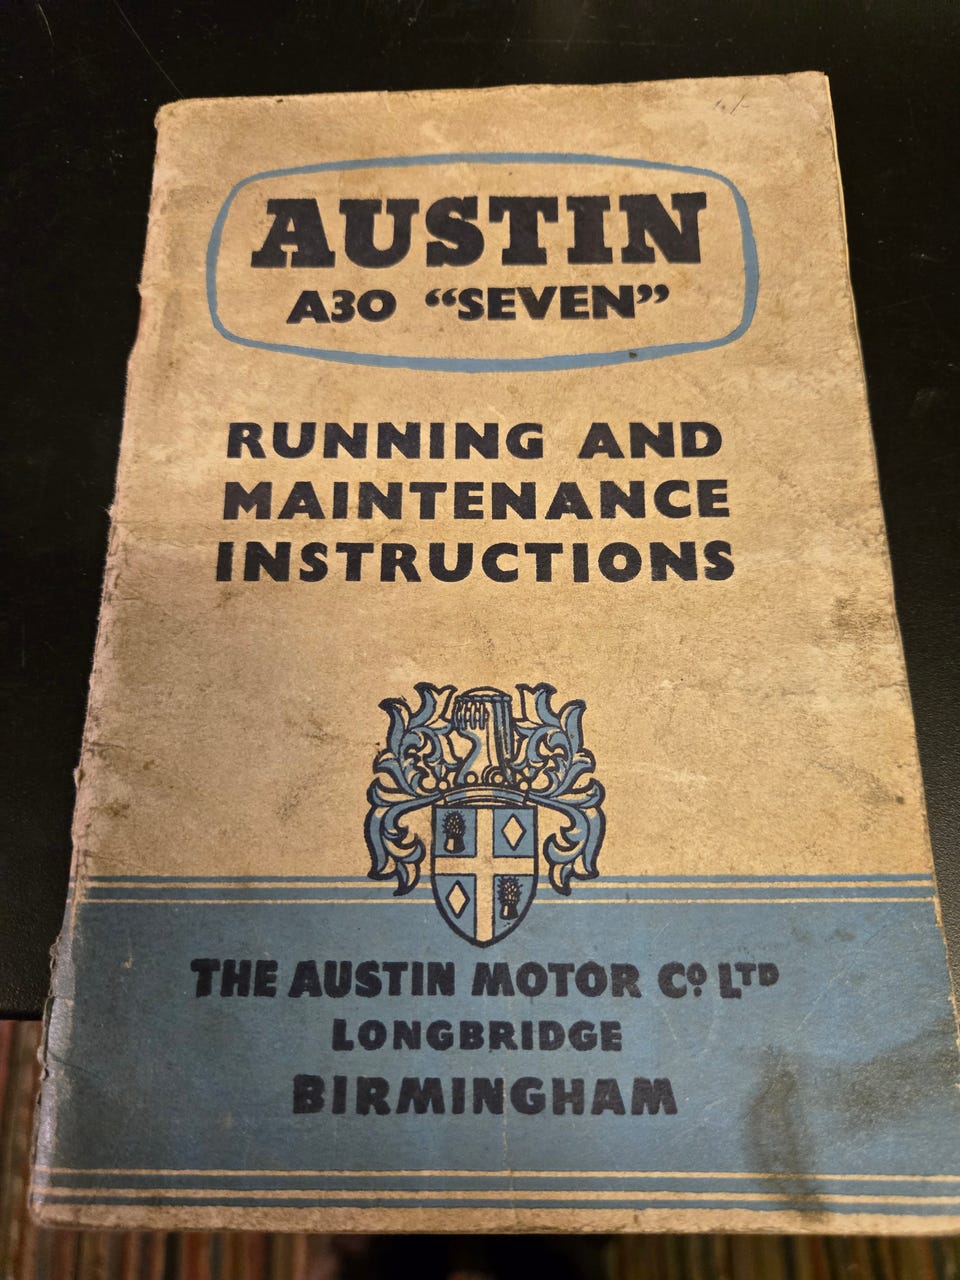 AUSTIN
A30 “SEVEN”
RUNNING AND
MAINTENANCE
INSTRUCTIONS
THE AUSTIN MOTOR Cº LTD
LONGBRIDGE
BIRMINGHAM